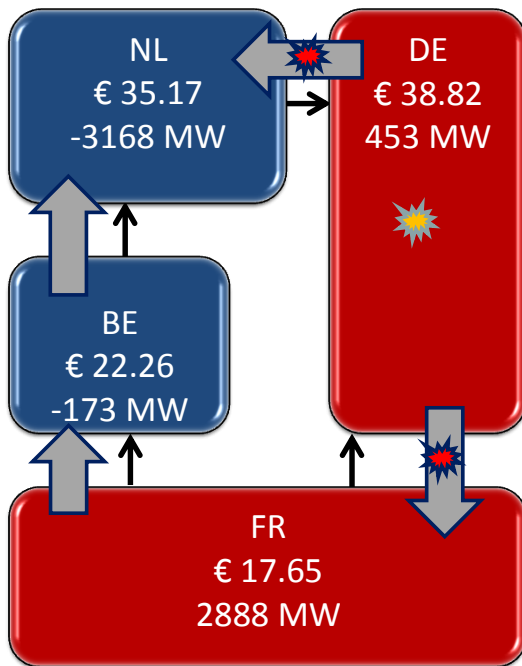 NL
€ 35.17
-3168 MW
DE
€ 38.82
453 MW
BE
€ 22.26
-173 MW
FR
€ 17.65
2888 MW